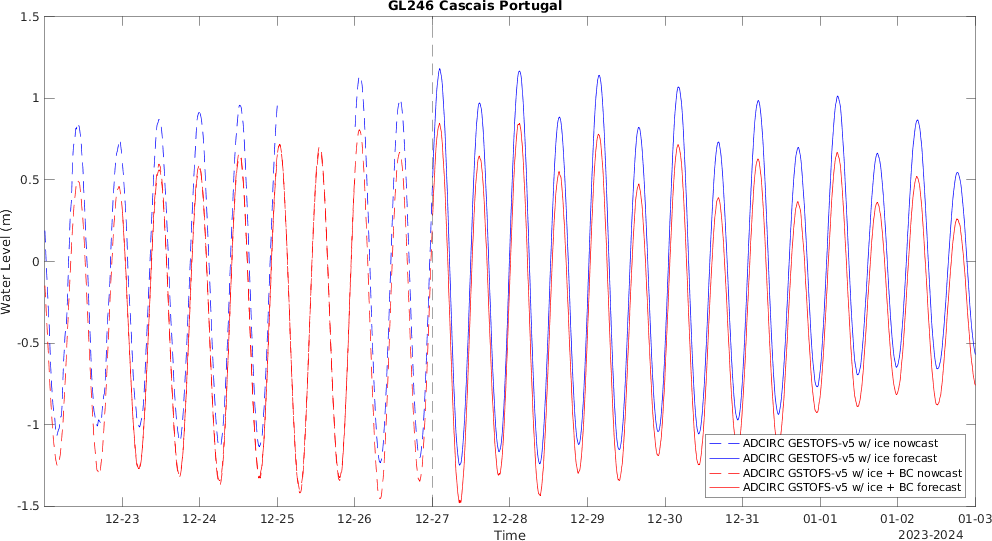 GL246 Cascais Portugal
Water Level (m)
1.5
1
0.5
0
-0.5
-1
-1.5
12-23 12-24 12-25 12-26 12-27 12-28 12-29 12-30 12-31 01-01 01-02 01-03
Time
2023-2024
ADCIRC GESTOFS-v5 w/ ice nowcast
ADCIRC GESTOFS-v5 w/ ice forecast
ADCIRC GSTOFS-v5 w/ ice + BC nowcast
ADCIRC GSTOFS-v5 w/ ice + BC forecast